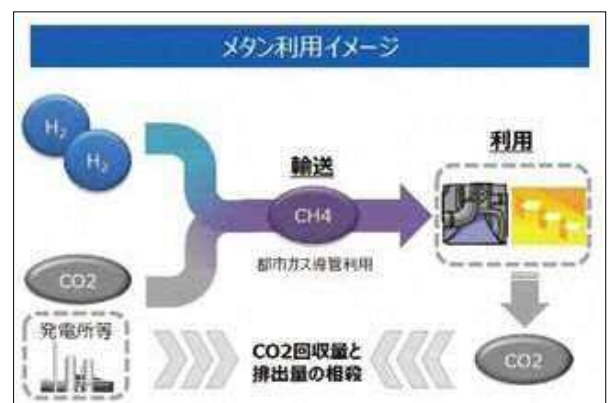 メタン利用イメージ
H₂
H₂
輸送
CH4
都市ガス導管利用
利用
CO2
発電所等
CO2回収量と
排出量の相殺
CO2